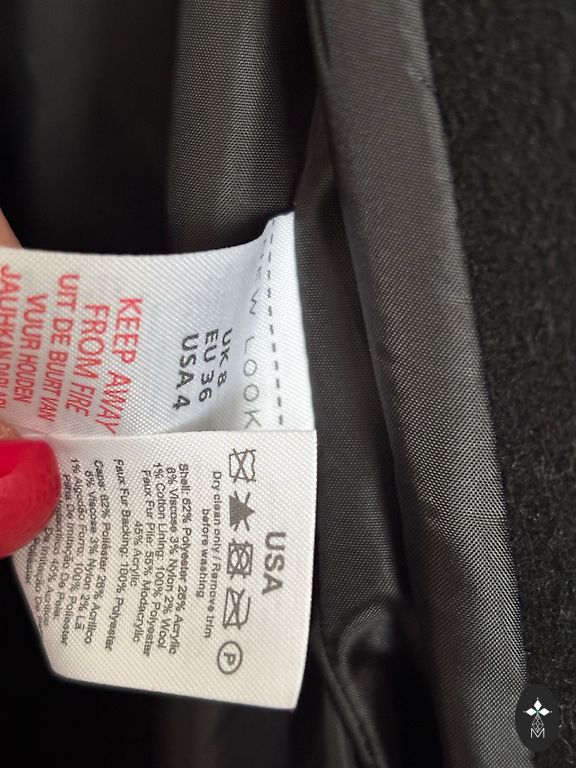 NEW LOOK
UK 8
EU 36
USA 4
KEEP AWAY
FROM FIRE
UIT DE BUURT VAN
VUUR HOUDEN
USA
P
Dry clean only / Remove trim
before washing
Shell: 62% Polyester 26% Acrylic
6% Viscose 3% Nylon 2% Wool
1% Cotton Lining: 100% Polyester
Faux Fur Pile: 55% Modacrylic
45% Acrylic
Faux Fur Backing: 100% Polyester
Capa: 62% Poliéster 26% Acrílico
6% Viscose 3% Nylon 2% Lã
1% Algodão Forro: 100% Poliéster
M